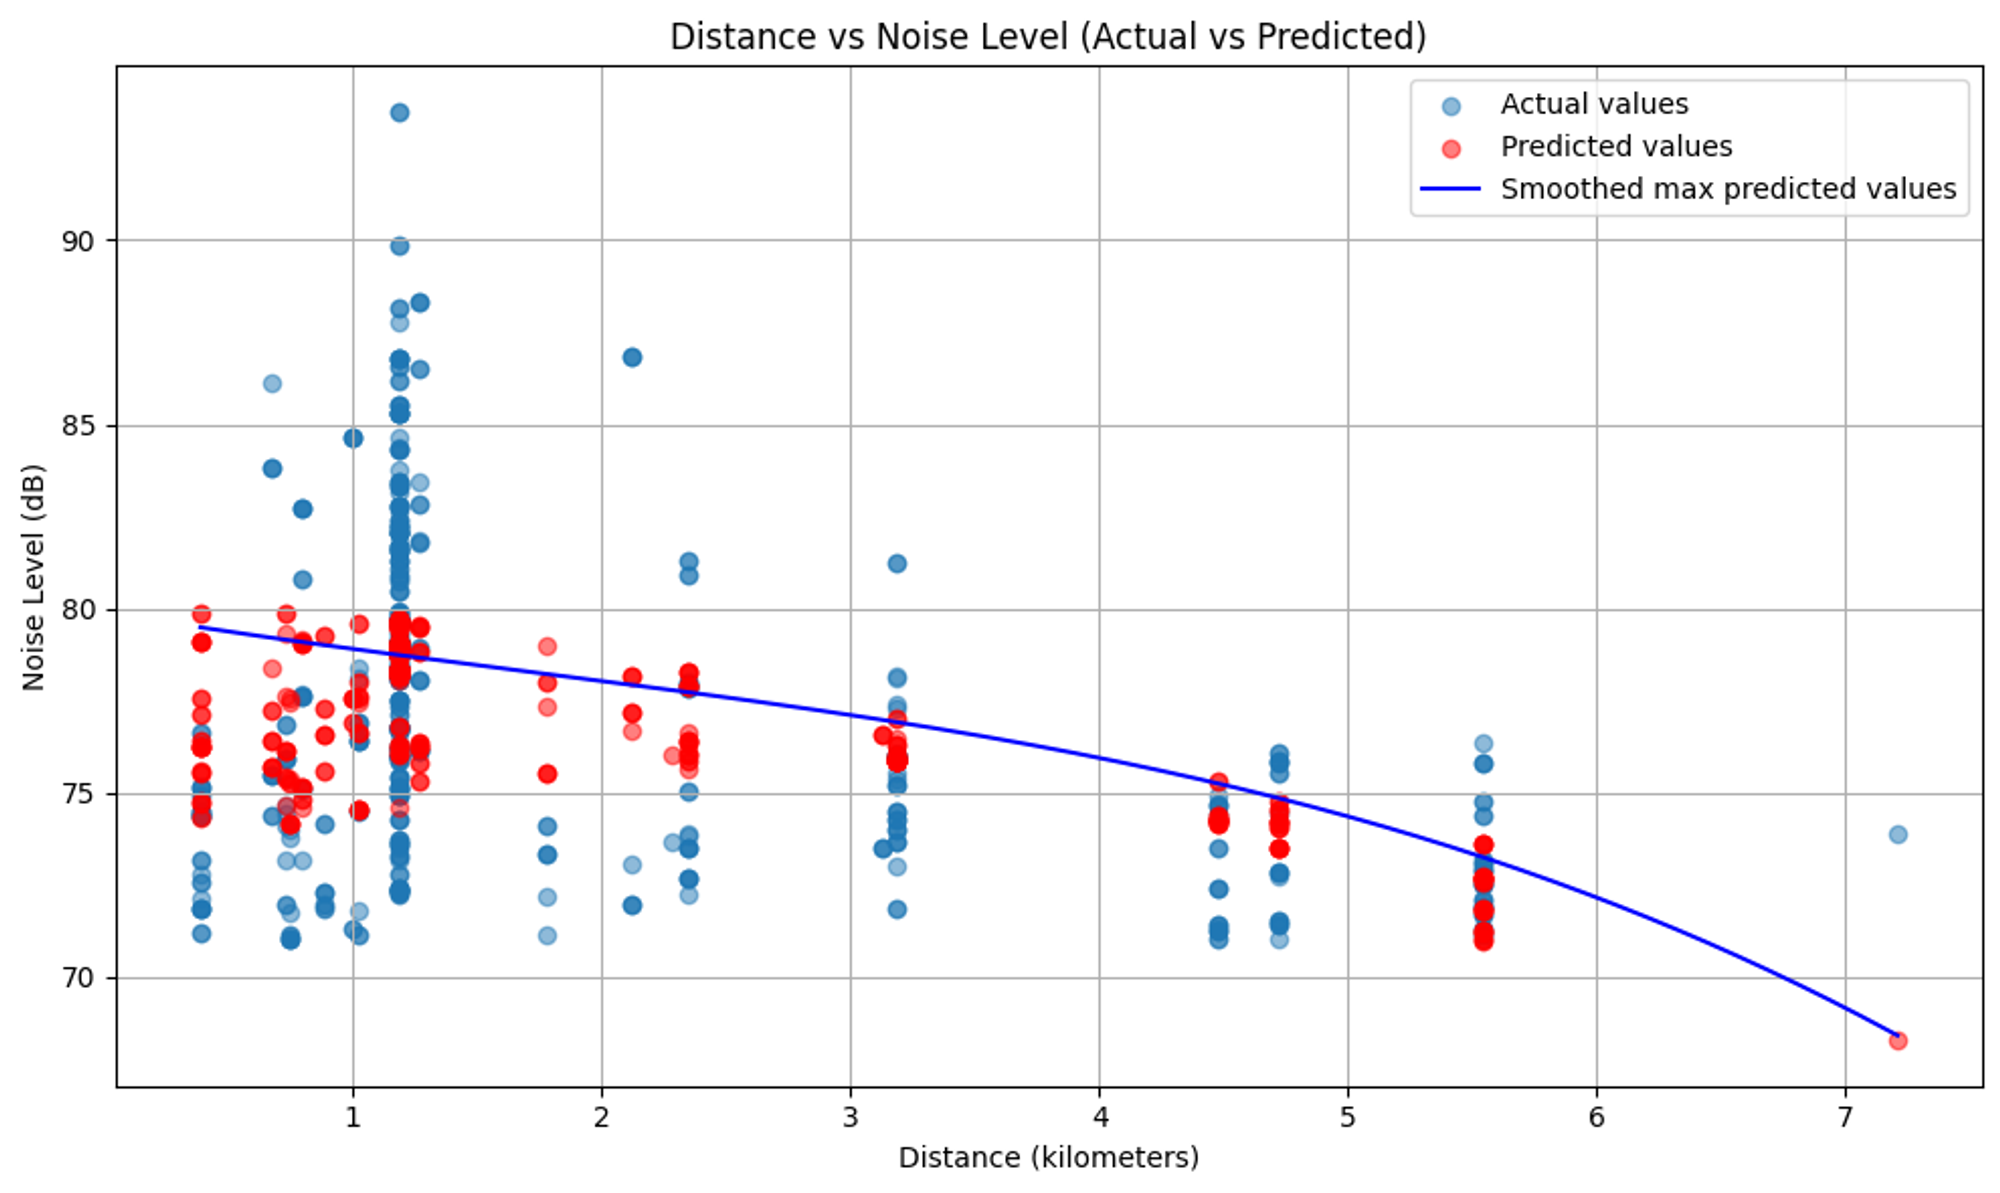 Distance vs Noise Level (Actual vs Predicted)
Actual values
Predicted values
Smoothed max predicted values
Noise Level (dB)
90
85
80
75
70
1 2 3 4 5 6 7
Distance (kilometers)